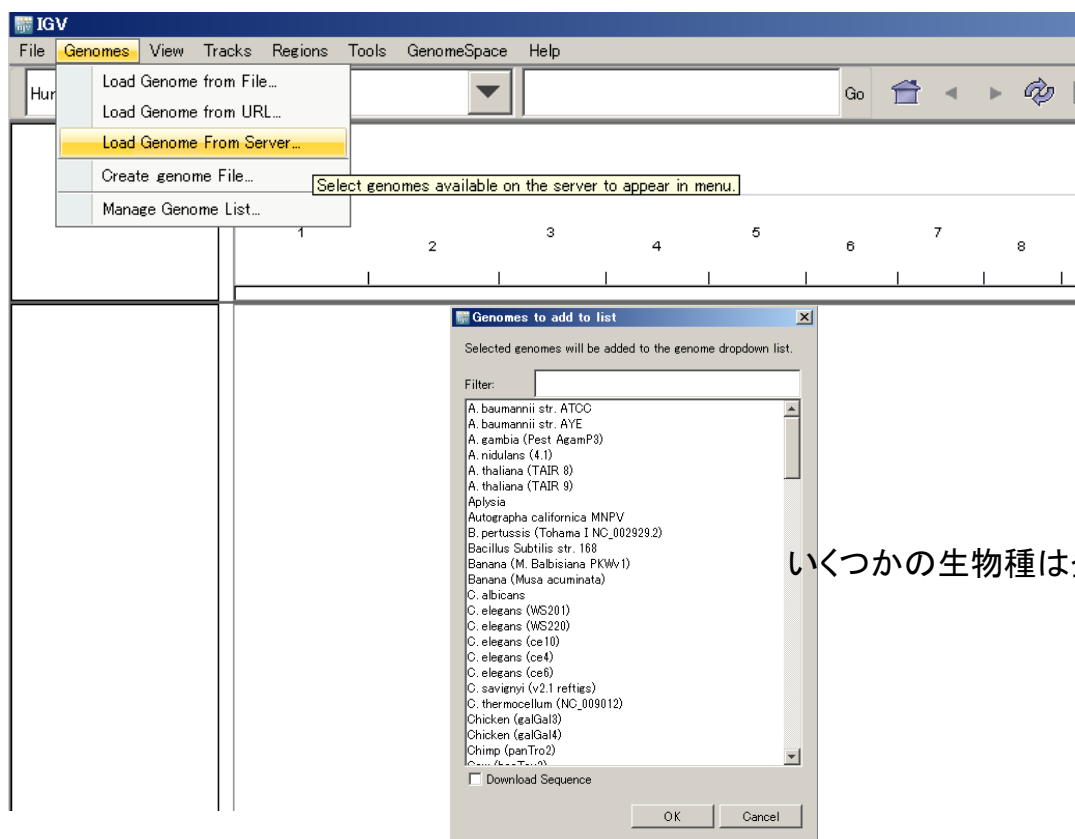 IGV
File Genomes View Tracks Regions Tools GenomeSpace Help
Load Genome from File...
Load Genome from URL...
Load Genome From Server...
Create genome File...
Manage Genome List...
Go
Select genomes available on the server to appear in menu.
1 2 3 4 5 6 7 8
Genomes to add to list
Selected genomes will be added to the genome dropdown list.
Filter:
A. baumannii str. ATCC
A. baumannii str. AYE
A. gambia (Pest AgamP3)
A. nidulans (4.1)
A. thaliana (TAIR 8)
A. thaliana (TAIR 9)
Aplysia
Autographa californica MNPV
B. pertussis (Tohama I NC_002929.2)
Bacillus Subtilis str. 168
Banana (M. Balbisiana PKWv1)
Banana (Musa acuminata)
C. albicans
C. elegans (WS201)
C. elegans (WS220)
C. elegans (ce10)
C. elegans (ce4)
C. elegans (ce6)
C. savignyi (v2.1 reftigs)
C. thermocellum (NC_009012)
Chicken (galGal3)
Chicken (galGal4)
Chimp (panTro2)
Download Sequence
OK Cancel
いくつかの生物種は